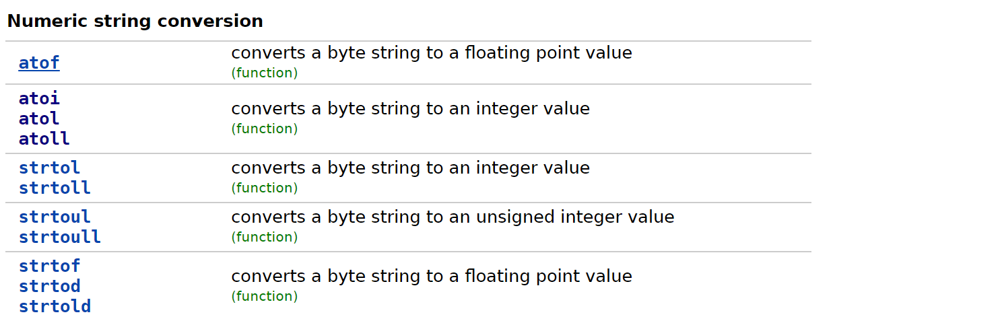 Numeric string conversion
atof
converts a byte string to a floating point value
(function)
atoi
atol
atoll
converts a byte string to an integer value
(function)
strtol
strtoll
converts a byte string to an integer value
(function)
strtoul
strtoull
converts a byte string to an unsigned integer value
(function)
strtof
strtod
strtold
converts a byte string to a floating point value
(function)